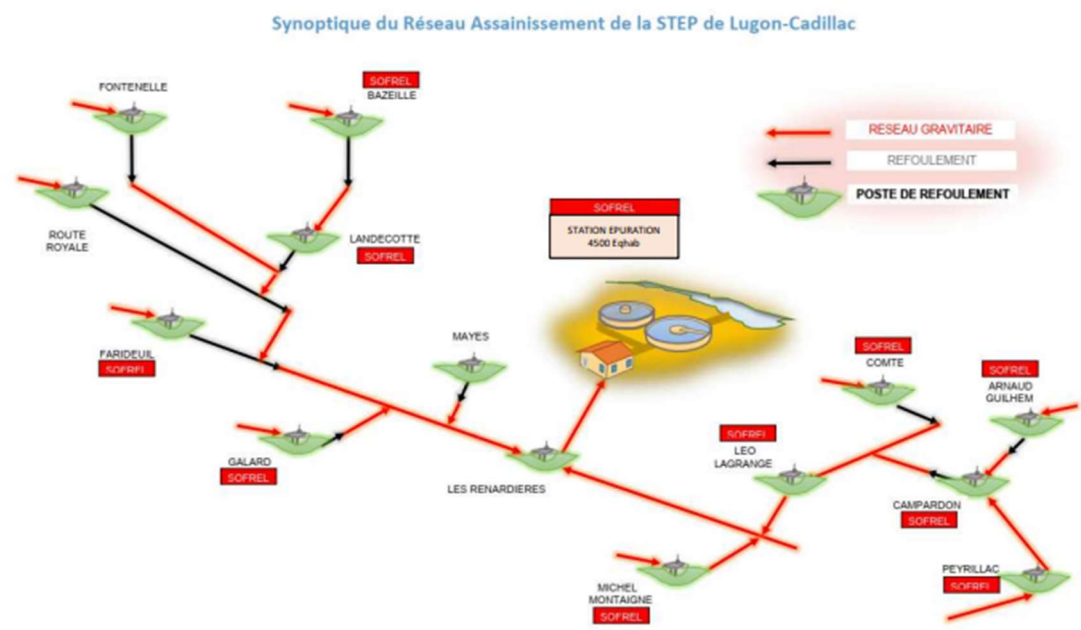 Synoptique du Réseau Assainissement de la STEP de Lugon-Cadillac
FONTENELLE
SOFREL
BAZEILLE
RESEAU GRAVITAIRE
REFOULEMENT
POSTE DE REFOULEMENT
ROUTE
ROYALE
LANDECOTTE
SOFREL
SOFREL
STATION EPURATION
4500 Eqhab
FARIDEUIL
SOFREL
MAYES
SOFREL
COMTE
SOFREL
ARNAUD
GUILHEM
GALARD
SOFREL
LES RENARDIERES
SOFREL
LEO
LAGRANGE
CAMPARDON
SOFREL
MICHEL
MONTAIGNE
SOFREL
PEYRILLAC
SOFREL